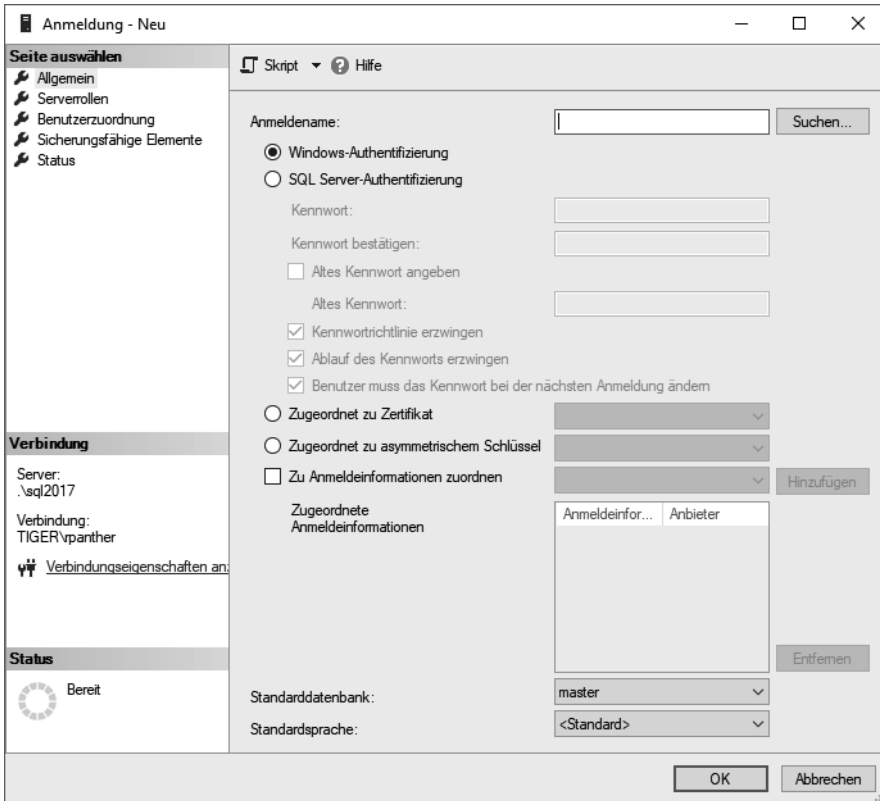 Anmeldung - Neu
Seite auswählen
Allgemein
Serverrollen
Benutzerzuordnung
Sicherungsfähige Elemente
Status
Skript
Hilfe
Anmeldename:
Suchen...
Windows-Authentifizierung
SQL Server-Authentifizierung
Kennwort:
Kennwort bestätigen:
Altes Kennwort angeben
Altes Kennwort:
Kennwortrichtlinie erzwingen
Ablauf des Kennworts erzwingen
Benutzer muss das Kennwort bei der nächsten Anmeldung ändern
Zugeordnet zu Zertifikat
Zugeordnet zu asymmetrischem Schlüssel
Zu Anmeldeinformationen zuordnen
Hinzufügen
Zugeordnete
Anmeldeinformationen
Anmeldeinfor... Anbieter
Entfernen
Standarddatenbank:
master
Standardsprache:
<Standard>
Verbindung
Server:
.\sql2017
Verbindung:
TIGER\rpanther
Verbindungseigenschaften an:
Status
Bereit
OK
Abbrechen